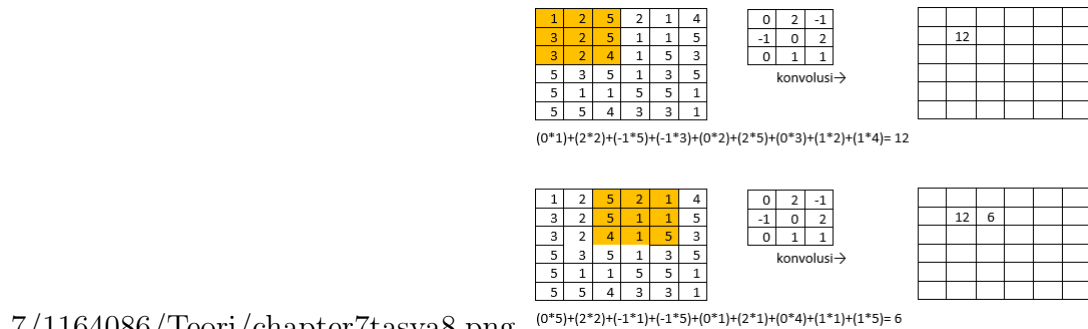 1 2 5 2 1 4
3 2 5 1 1 5
3 2 4 1 5 3
5 3 5 1 3 5
5 1 1 5 5 1
5 5 4 3 3 1
0 2 -1
-1 0 2
0 1 1
konvolusi→
12
(0*1)+(2*2)+(-1*5)+(-1*3)+(0*2)+(2*5)+(0*3)+(1*2)+(1*4)= 12
1 2 5 2 1 4
3 2 5 1 1 5
3 2 4 1 5 3
5 3 5 1 3 5
5 1 1 5 5 1
5 5 4 3 3 1
0 2 -1
-1 0 2
0 1 1
konvolusi→
12 6
7/1164086/Teori/chapter7tasya8.png
(0*5)+(2*2)+(-1*1)+(-1*5)+(0*1)+(2*1)+(0*4)+(1*1)+(1*5)= 6